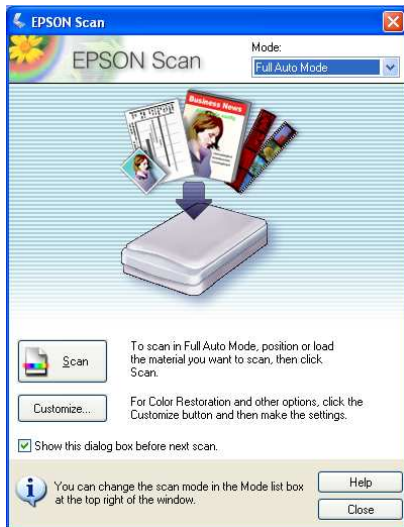 EPSON Scan
EPSON Scan
Mode:
Full Auto Mode
Business News
Scan
To scan in Full Auto Mode, position or load
the material you want to scan, then click
Scan.
Customize...
For Color Restoration and other options, click the
Customize button and then make the settings.
Show this dialog box before next scan.
You can change the scan mode in the Mode list box
at the top right of the window.
Help
Close